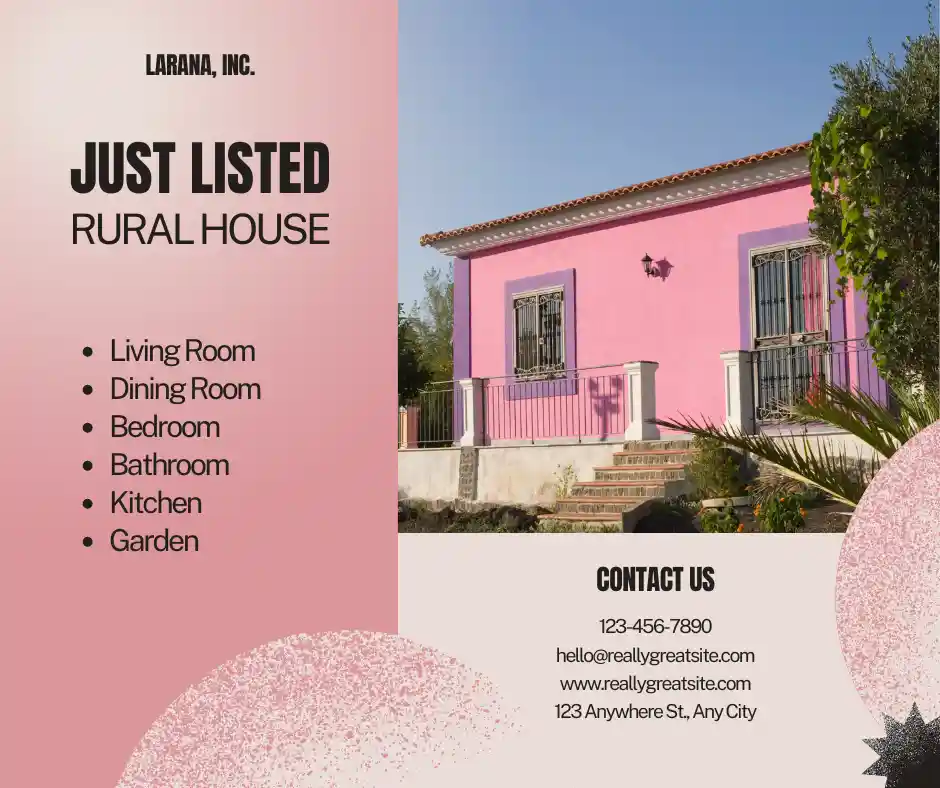 LARANA, INC.
JUST LISTED
RURAL HOUSE
• Living Room
• Dining Room
• Bedroom
• Bathroom
• Kitchen
• Garden
CONTACT US
123-456-7890
hello@reallygreatsite.com
www.reallygreatsite.com
123 Anywhere St., Any City